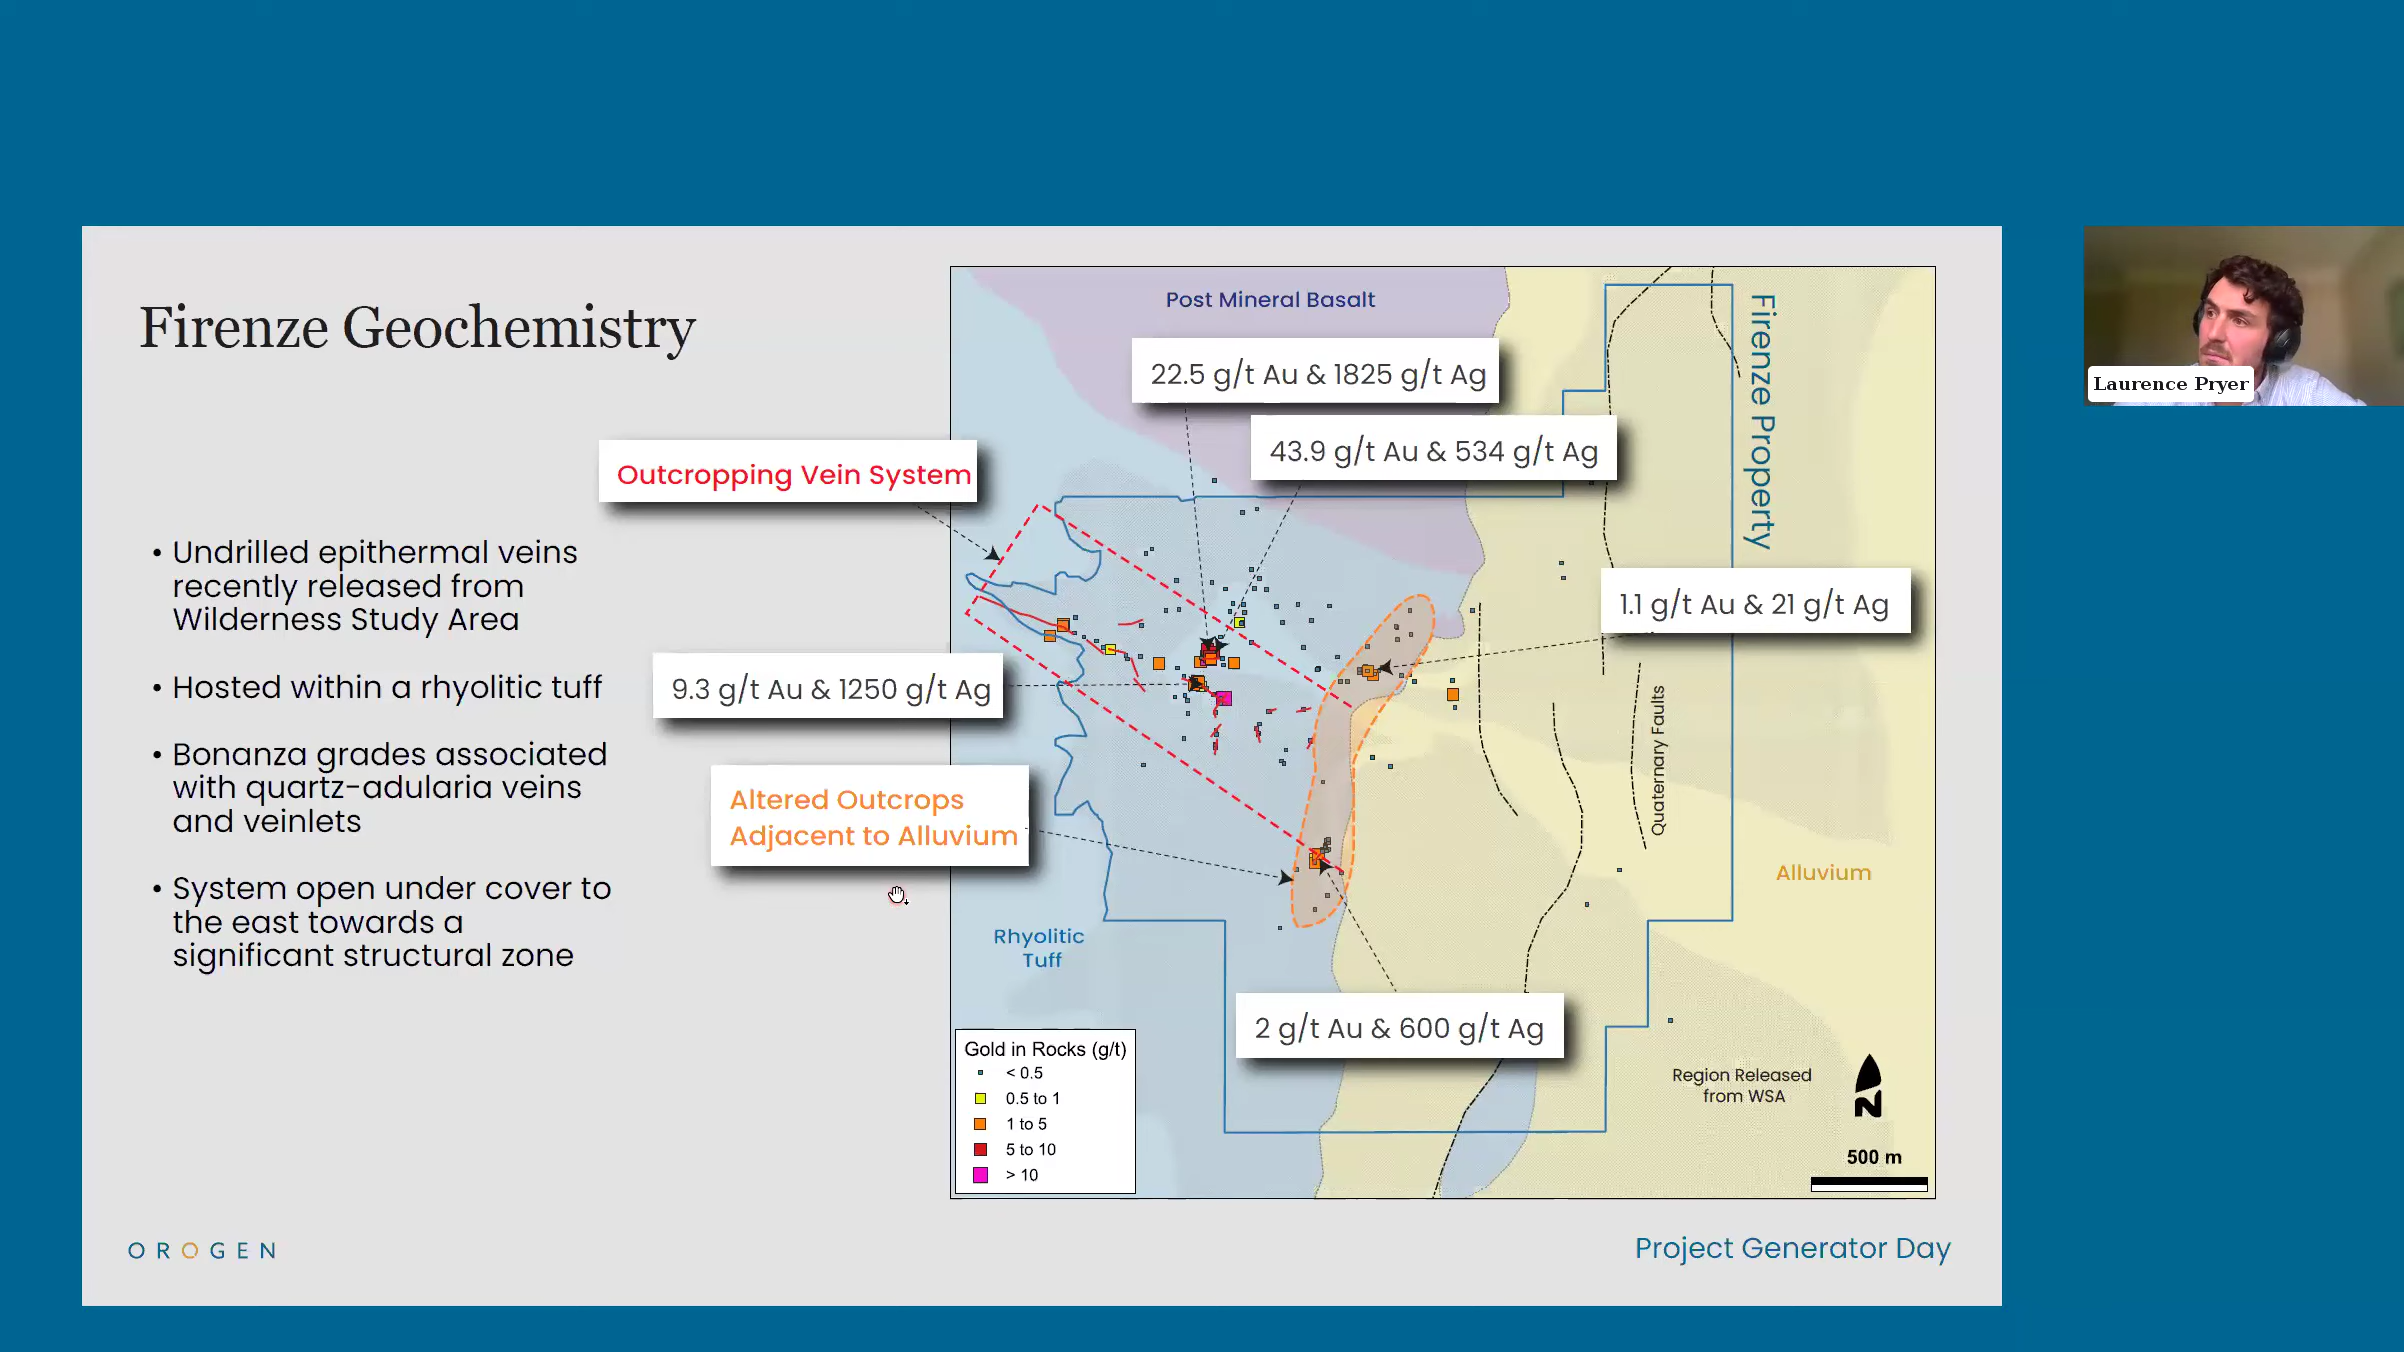 Firenze Geochemistry
• Undrilled epithermal veins
recently released from
Wilderness Study Area
• Hosted within a rhyolitic tuff
• Bonanza grades associated
with quartz-adularia veins
and veinlets
• System open under cover to
the east towards a
significant structural zone
Outcropping Vein System
9.3 g/t Au & 1250 g/t Ag
Altered Outcrops
Adjacent to Alluvium
Post Mineral Basalt
22.5 g/t Au & 1825 g/t Ag
43.9 g/t Au & 534 g/t Ag
Firenze Property
1.1 g/t Au & 21 g/t Ag
Quaternary Faults
Alluvium
Rhyolitic
Tuff
2 g/t Au & 600 g/t Ag
Gold in Rocks (g/t)
< 0.5
0.5 to 1
1 to 5
5 to 10
> 10
Region Released
from WSA
N
500 m
OROGEN
Project Generator Day
Laurence Pryer